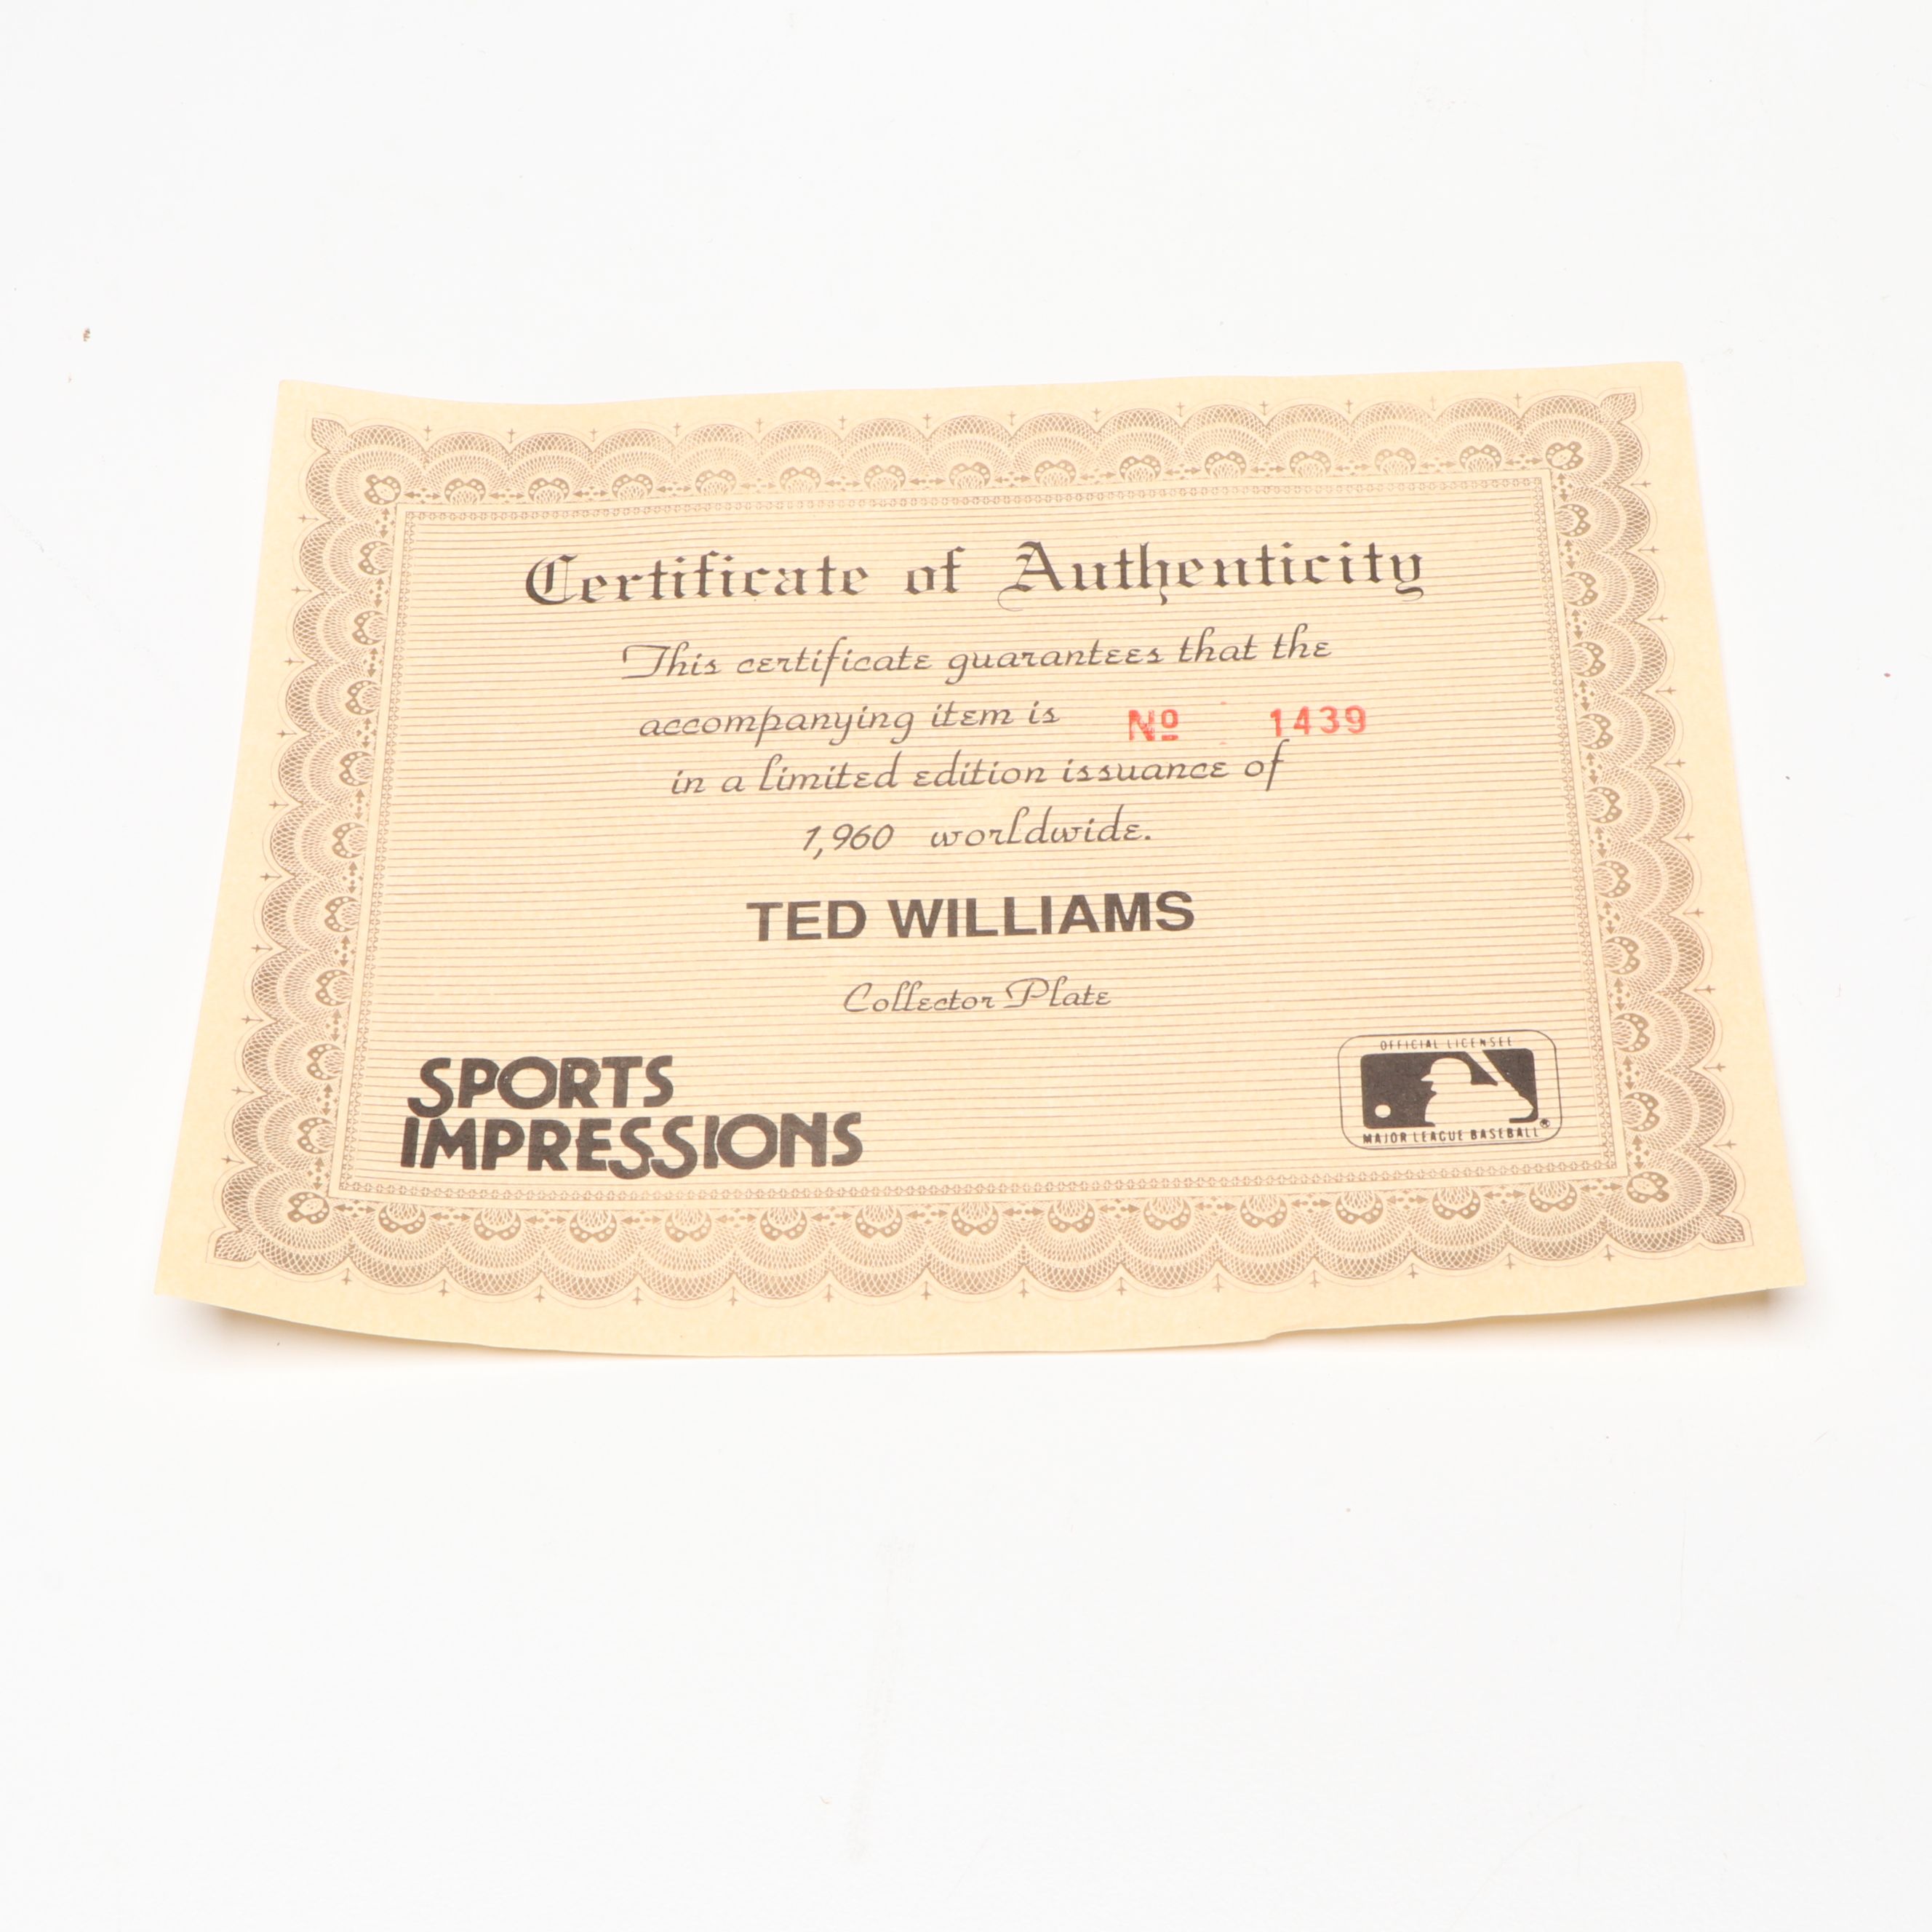 Certificate of Authenticity
This certificate guarantees that the
accompanying item is Nº 1439
in a limited edition issuance of
1,960 worldwide.
TED WILLIAMS
Collector Plate
SPORTS
IMPRESSIONS
OFFICIAL LICENSEE
MAJOR LEAGUE BASEBALL®